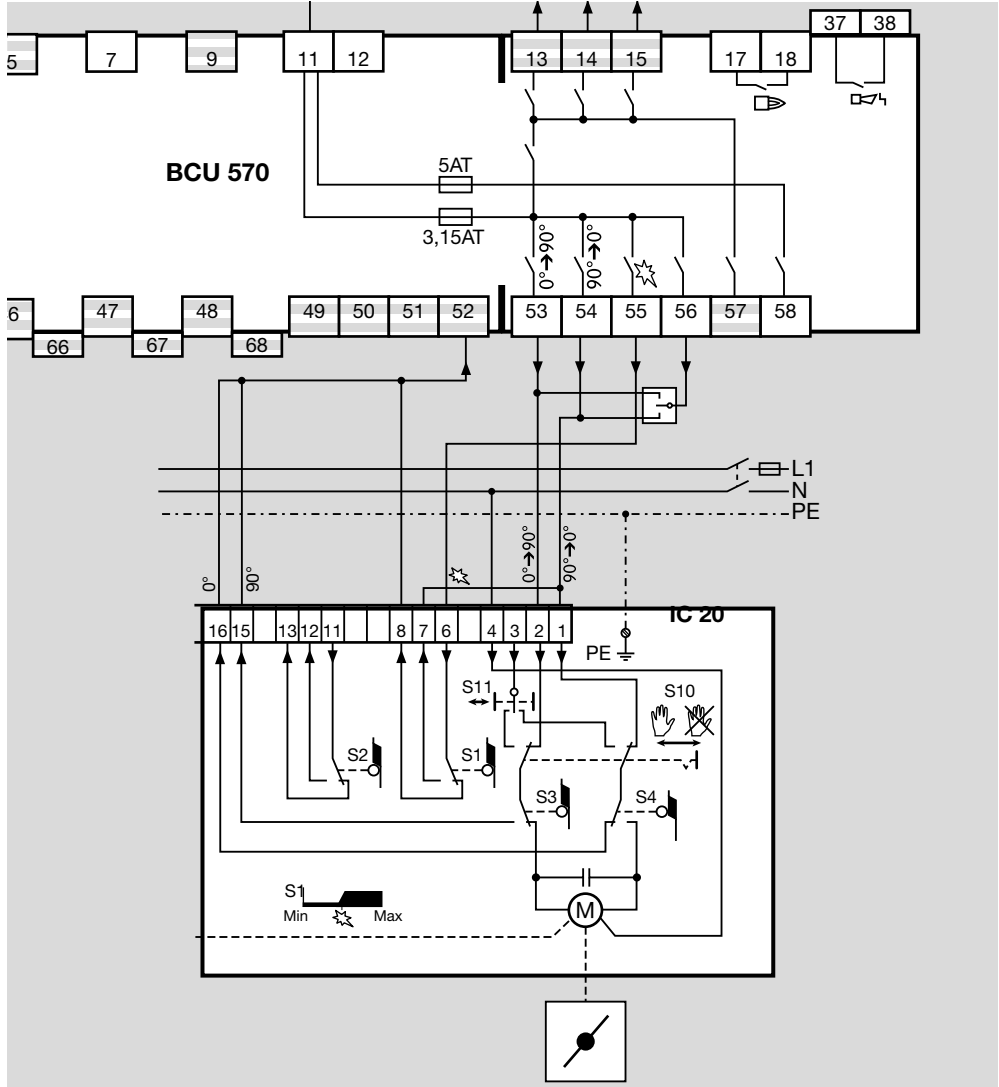 37 38
5 7 9 11 12 13 14 15 17 18
BCU 570
5AT
3,15AT
0°➔90°
90°➔0°
6 47 48 49 50 51 52 53 54 55 56 57 58
66 67 68
L1
N
PE
0°
90°
0°➔90°
90°➔0°
IC 20
16 15 13 12 11 8 7 6 4 3 2 1
PE
S11
S10
S2
S1
S3
S4
S1
Min Max
M